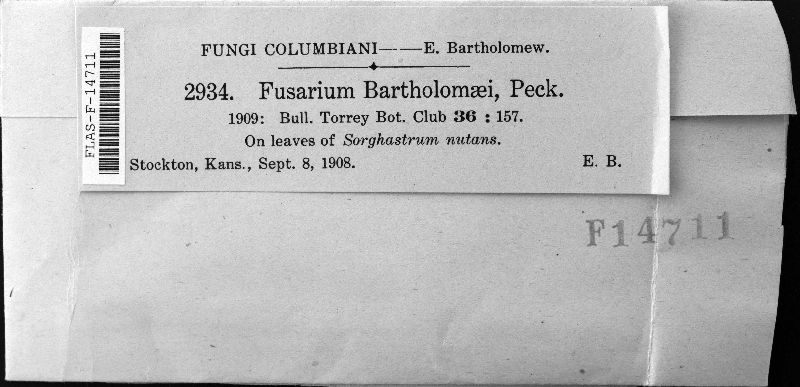 FUNGI COLUMBIANI——E. Bartholomew.
2934. Fusarium Bartholomæi, Peck.
1909: Bull. Torrey Bot. Club 36 : 157.
On leaves of Sorghastrum nutans.
Stockton, Kans., Sept. 8, 1908. E. B.
FLAS-F-14711
F14711